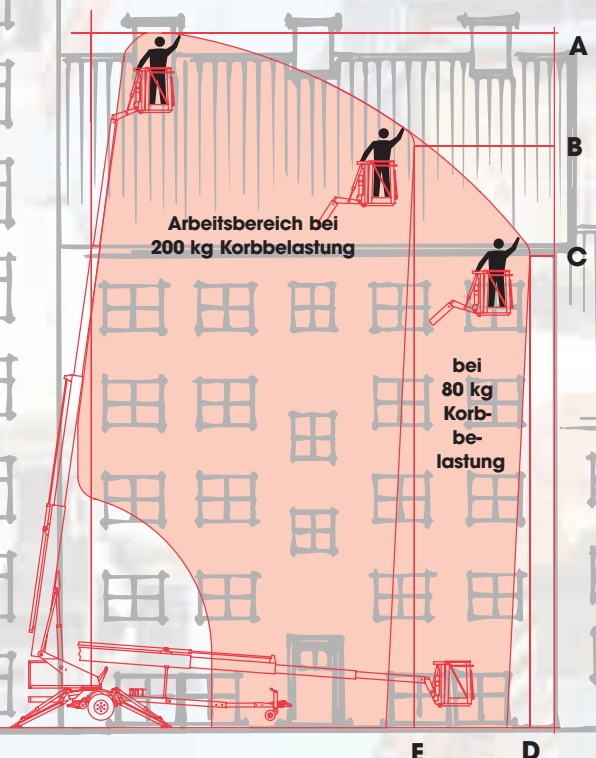 A
B
Arbeitsbereich bei
200 kg Korbbelastung
C
bei
80 kg
Korb-
be-
lastung
E
D